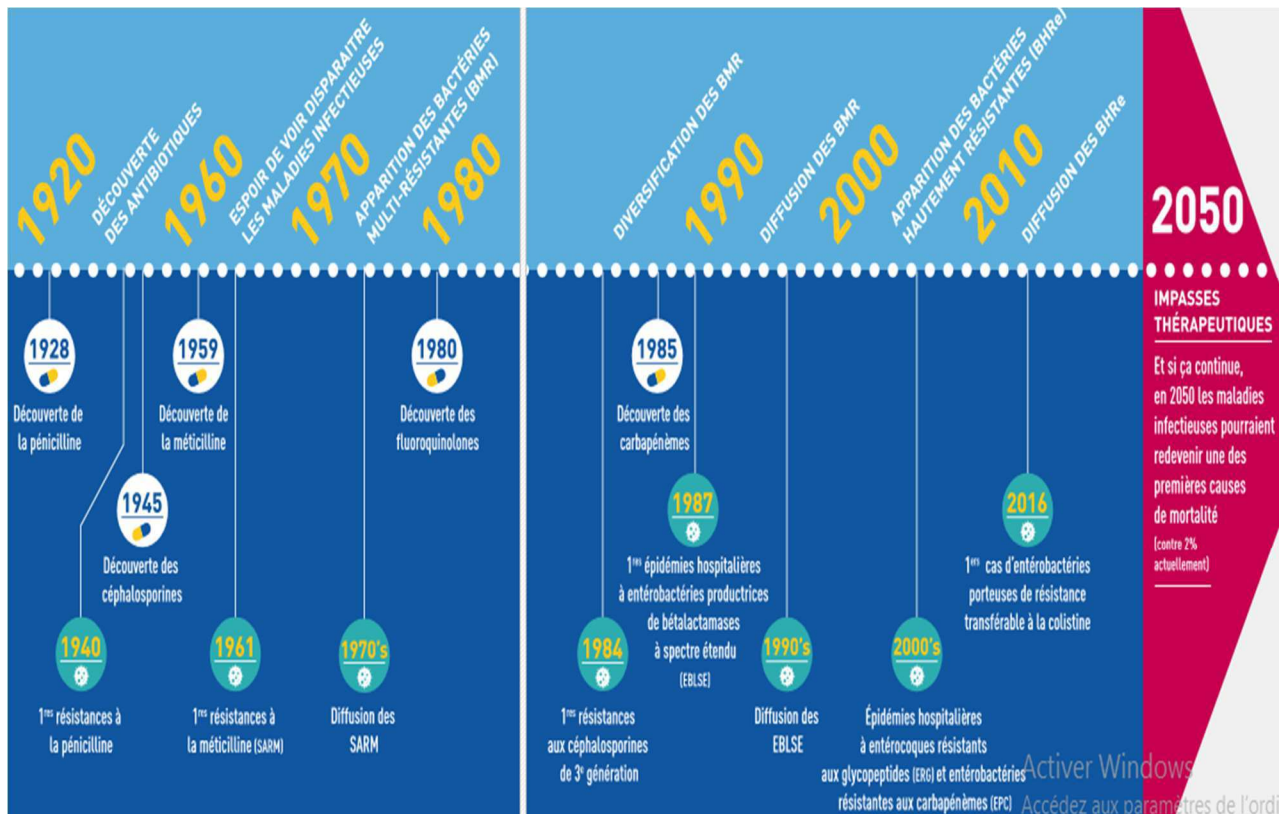 1920
DÉCOUVERTE
DES ANTIBIOTIQUES
1960
ESPOIR DE VOIR DISPARAITRE
LES MALADIES INFECTIEUSES
1970
APPARITION DES BACTÉRIES
MULTI-RÉSISTANTES (BMR)
1980
DIVERSIFICATION DES BMR
1990
DIFFUSION DES BMR
2000
APPARITION DES BACTÉRIES
HAUTEMENT RÉSISTANTES (BHRe)
2010
DIFFUSION DES BHRe
1928
Découverte de
la pénicilline
1959
Découverte de
la méticilline
1980
Découverte des
fluoroquinolones
1945
Découverte des
céphalosporines
1940
1res résistances à
la pénicilline
1961
1res résistances à
la méticilline (SARM)
1970's
Diffusion des
SARM
1985
Découverte des
carbapénèmes
1987
1res épidémies hospitalières
à entérobactéries productrices
de bétalactamases
à spectre étendu
(EBLSE)
2016
1ers cas d'entérobactéries
porteuses de résistance
transférable à la colistine
1984
1res résistances
aux céphalosporines
de 3e génération
1990's
Diffusion des
EBLSE
2000's
Épidémies hospitalières
à entérocoques résistants
aux glycopeptides (ERG) et entérobactéries
résistantes aux carbapénèmes (EPC)
2050
IMPASSES
THÉRAPEUTIQUES
Et si ça continue,
en 2050 les maladies
infectieuses pourraient
redevenir une des
premières causes
de mortalité
(contre 2%
actuellement)
Activer Windows
Accédez aux paramètres de l'ordi